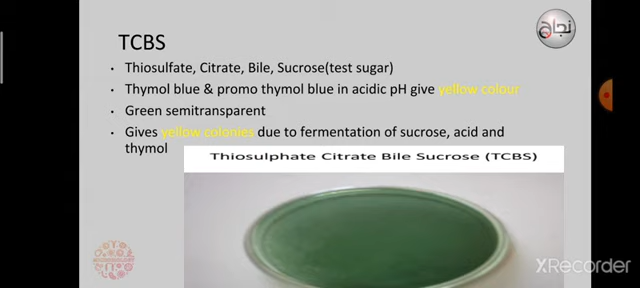 نجاح
TCBS
• Thiosulfate, Citrate, Bile, Sucrose(test sugar)
• Thymol blue & promo thymol blue in acidic pH give yellow colour
• Green semitransparent
• Gives yellow colonies due to fermentation of sucrose, acid and
thymol
Thiosulphate Citrate Bile Sucrose (TCBS)
XRecorder